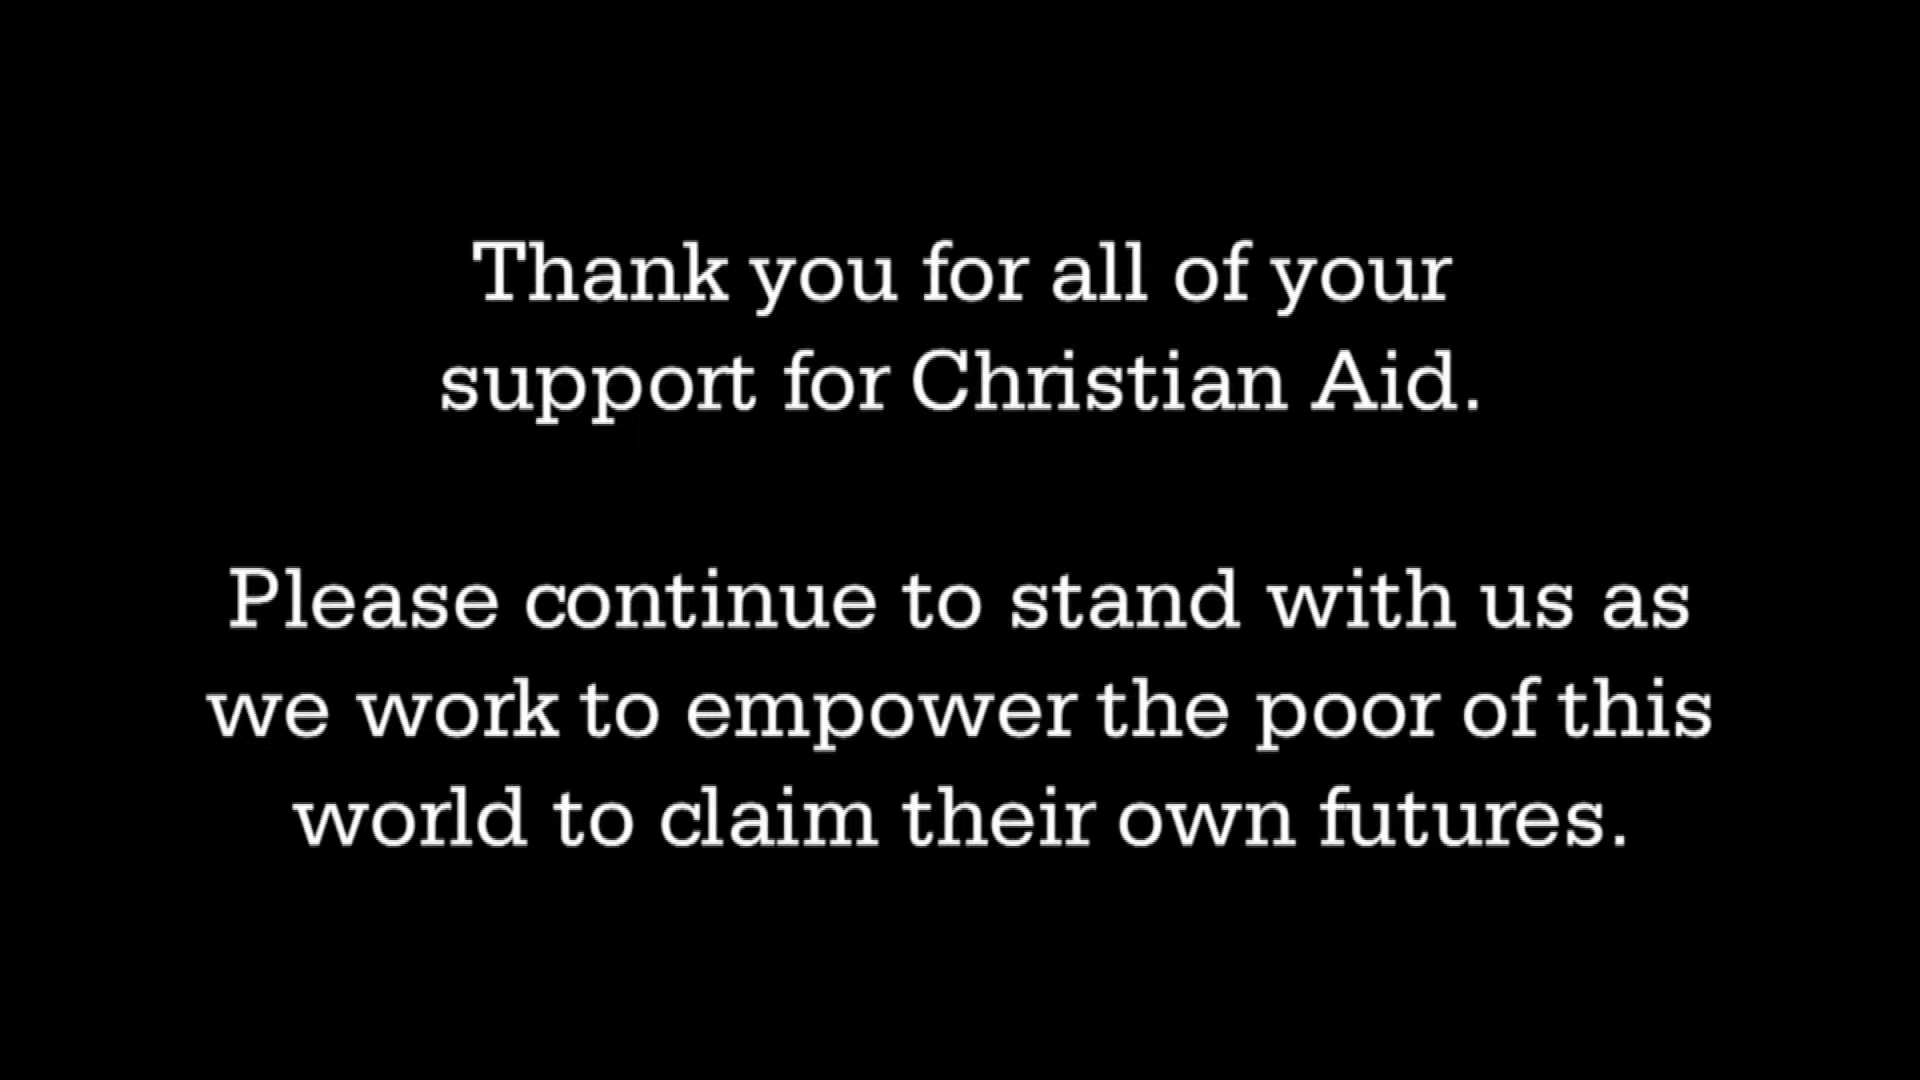 Thank you for all of your
support for Christian Aid.
Please continue to stand with us as
we work to empower the poor of this
world to claim their own futures.